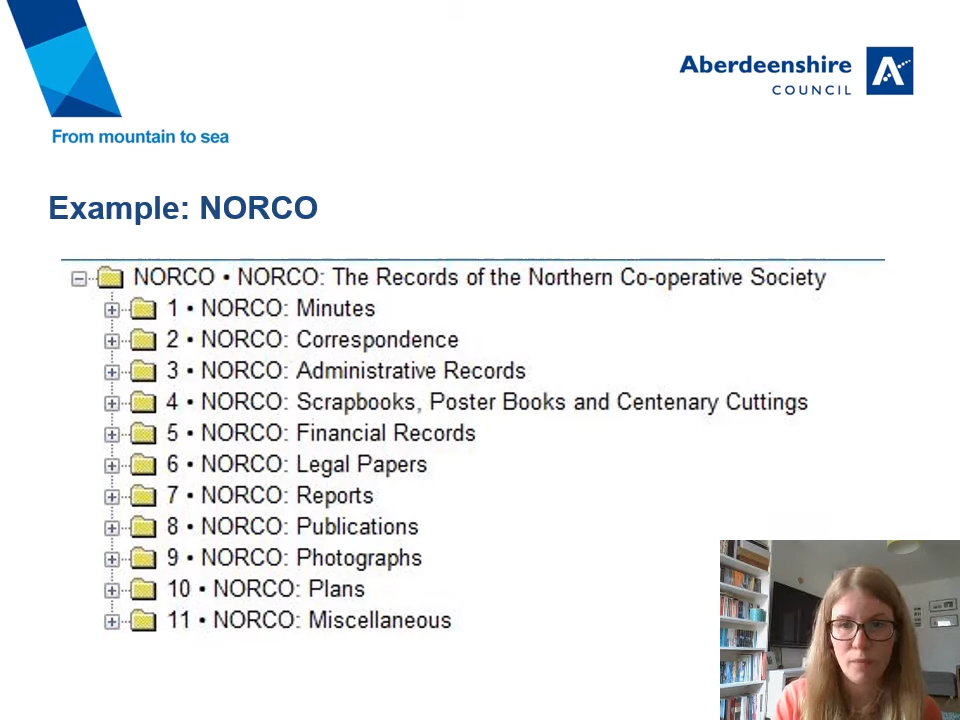 Aberdeenshire
COUNCIL
From mountain to sea
Example: NORCO
NORCO • NORCO: The Records of the Northern Co-operative Society
1 • NORCO: Minutes
2 • NORCO: Correspondence
3 • NORCO: Administrative Records
4 • NORCO: Scrapbooks, Poster Books and Centenary Cuttings
5 • NORCO: Financial Records
6 • NORCO: Legal Papers
7 • NORCO: Reports
8 • NORCO: Publications
9 • NORCO: Photographs
10 • NORCO: Plans
11 • NORCO: Miscellaneous